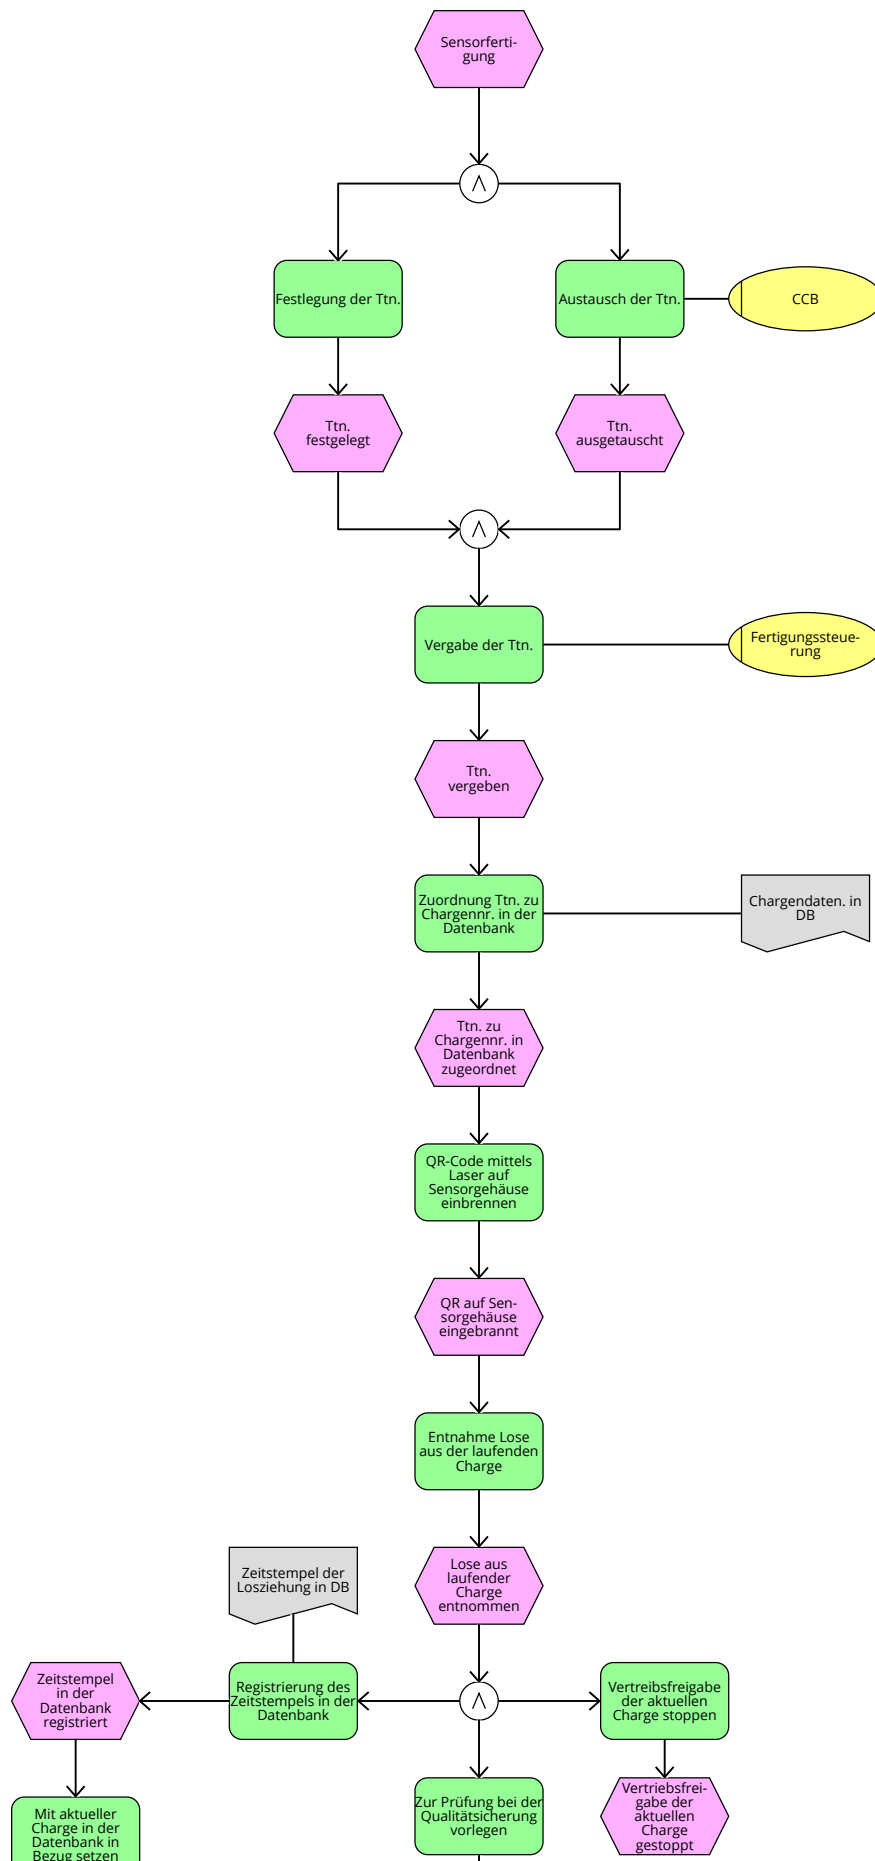 Sensorferti-
gung
∧
Festlegung der Ttn.
Austausch der Ttn.
CCB
Ttn.
festgelegt
Ttn.
ausgetauscht
∧
Vergabe der Ttn.
Fertigungssteue-
rung
Ttn.
vergeben
Zuordnung Ttn. zu
Chargennr. in der
Datenbank
Chargendaten. in
DB
Ttn. zu
Chargennr. in
Datenbank
zugeordnet
QR-Code mittels
Laser auf
Sensorgehäuse
einbrennen
QR auf Sen-
sorgehäuse
eingebrannt
Entnahme Lose
aus der laufenden
Charge
Lose aus
laufender
Charge
entnommen
Zeitstempel der
Losziehung in DB
Zeitstempel
in der
Datenbank
registriert
Registrierung des
Zeitstempels in der
Datenbank
∧
Vertreibsfreigabe
der aktuellen
Charge stoppen
Mit aktueller
Charge in der
Datenbank in
Bezug setzen
Zur Prüfung bei der
Qualitätsicherung
vorlegen
Vertriebsfrei-
gabe der
aktuellen
Charge
gestoppt